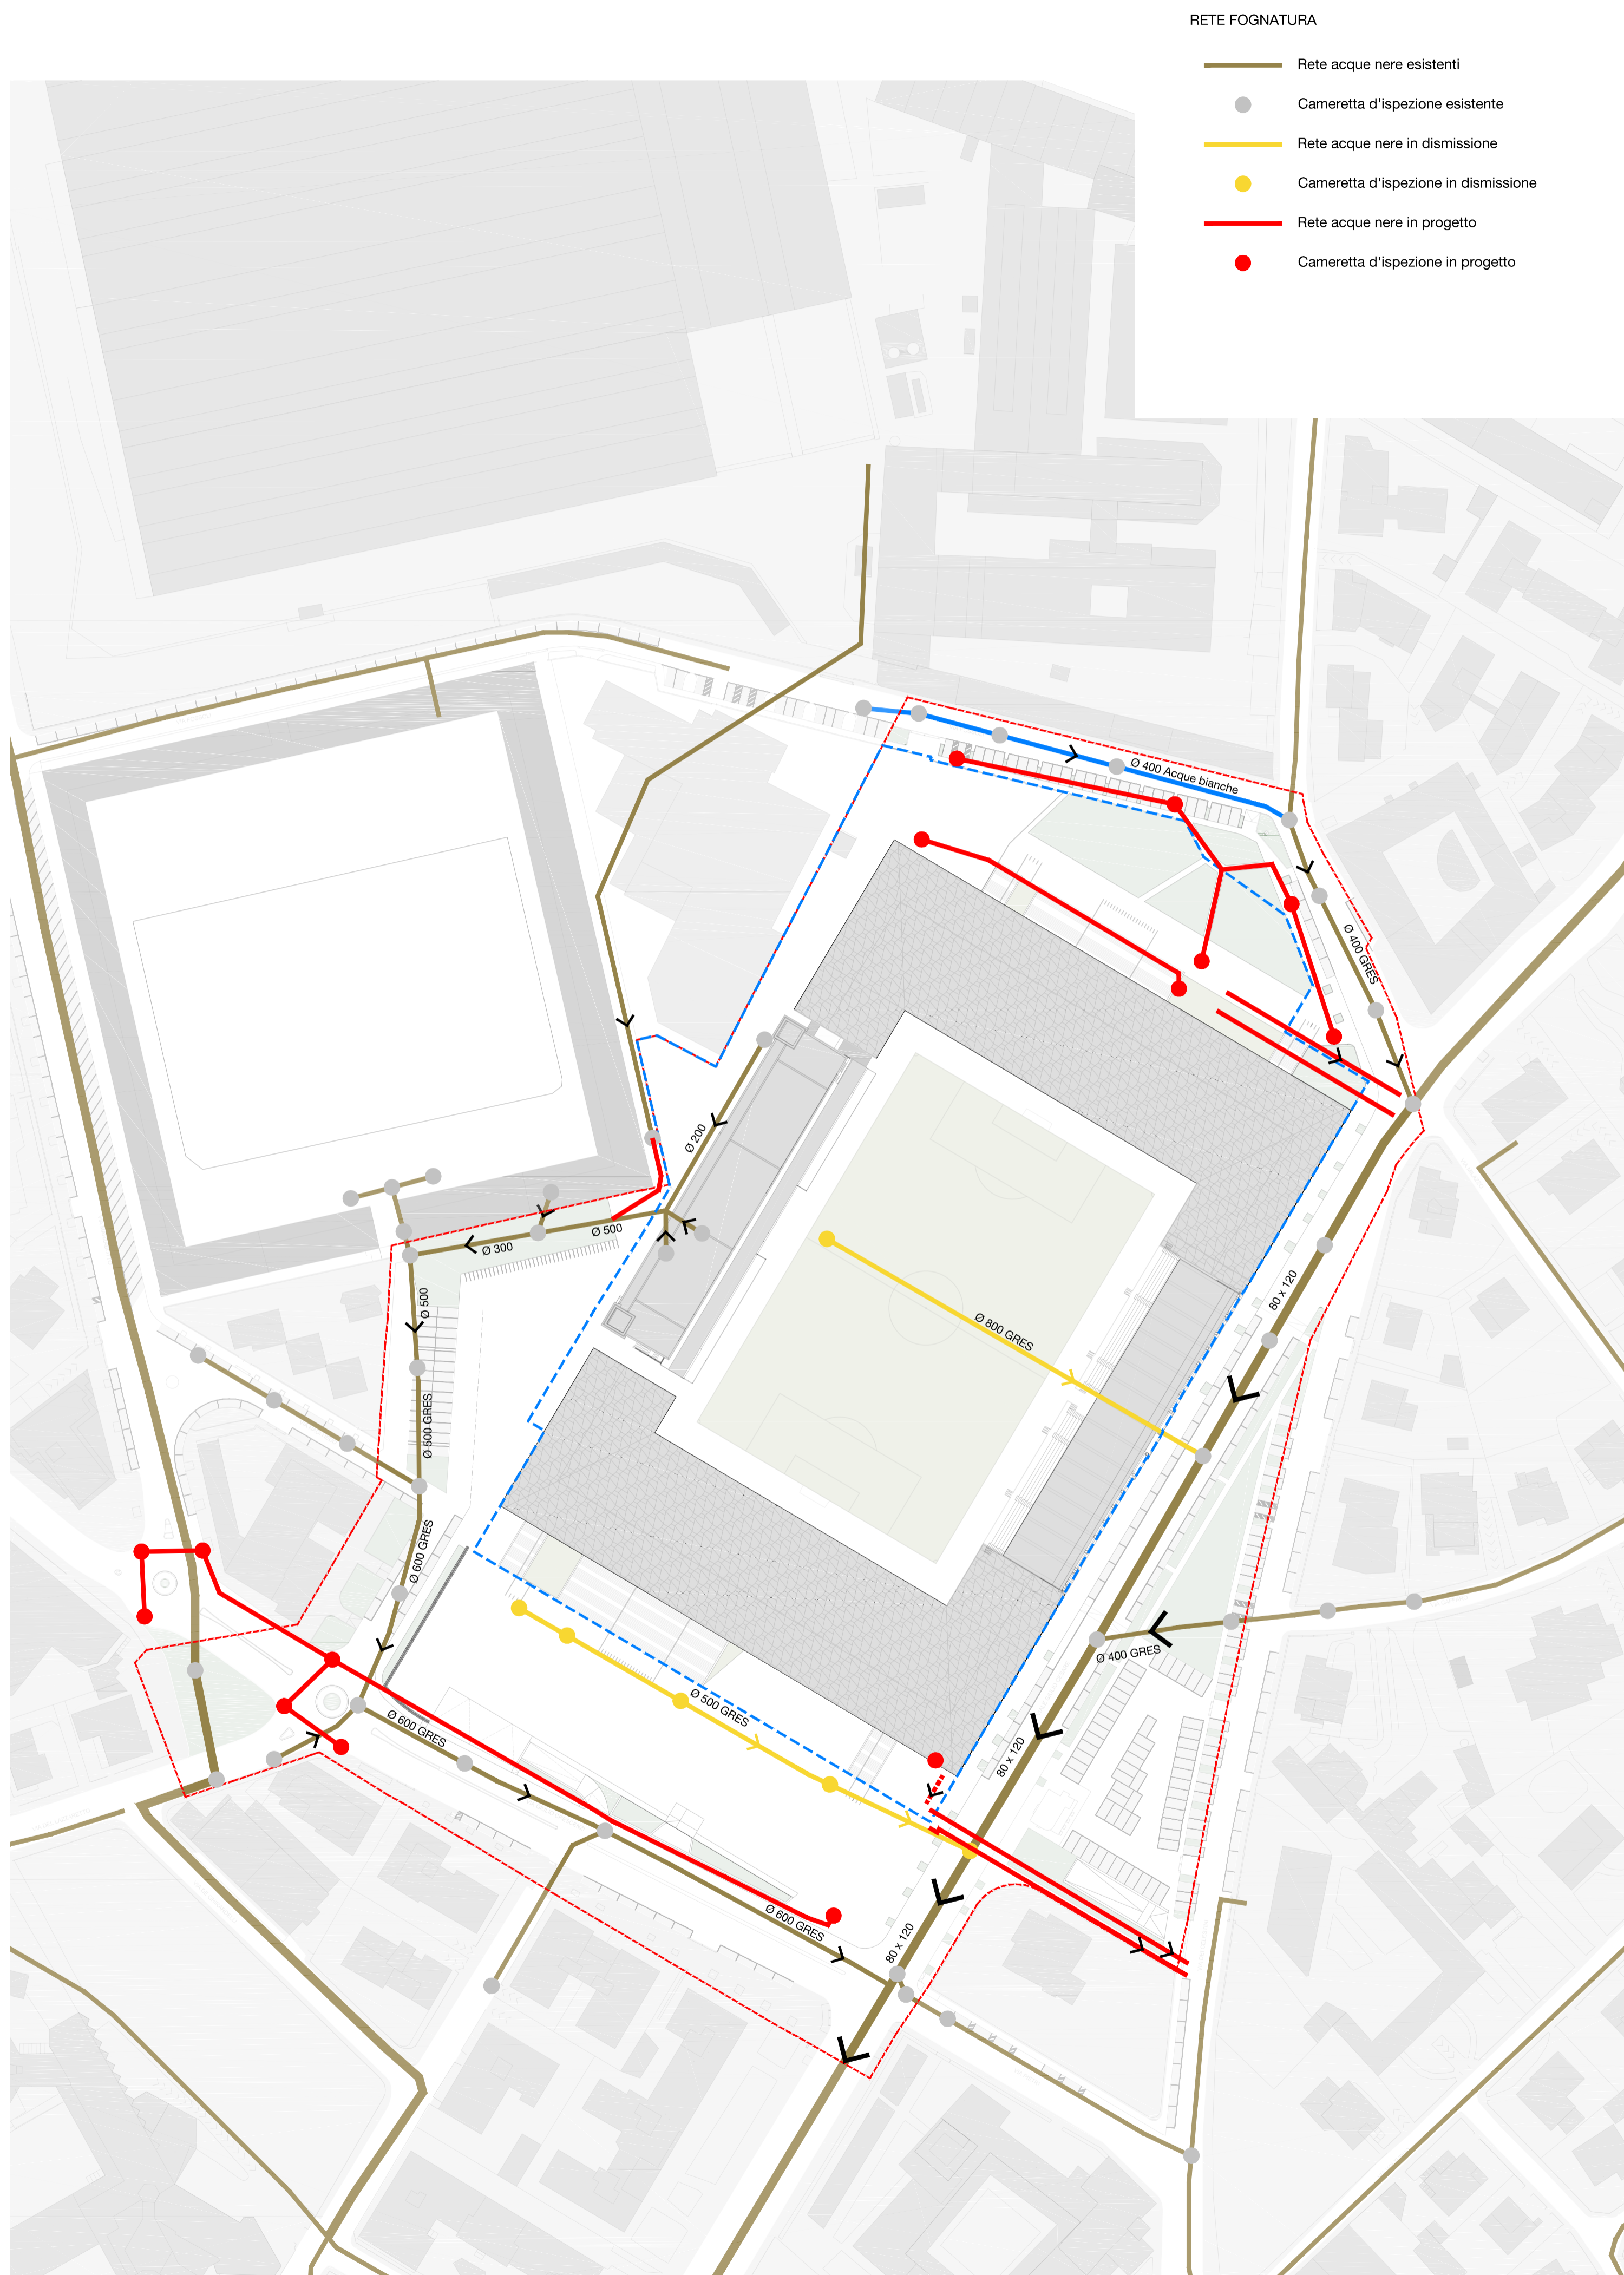 RETE FOGNATURA
Rete acque nere esistenti
Cameretta d'ispezione esistente
Rete acque nere in dismissione
Cameretta d'ispezione in dismissione
Rete acque nere in progetto
Cameretta d'ispezione in progetto
Ø 400 Acque bianche
Ø 400 GRES
Ø 200
Ø 500
Ø 300
Ø 500
80 x 120
Ø 800 GRES
Ø 500 GRES
Ø 600 GRES
Ø 400 GRES
Ø 500 GRES
Ø 600 GRES
80 x 120
Ø 600 GRES
80 x 120